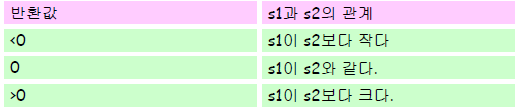 반환값 s1과 s2의 관계
<0 s1이 s2보다 작다
0 s1이 s2와 같다.
>0 s1이 s2보다 크다.